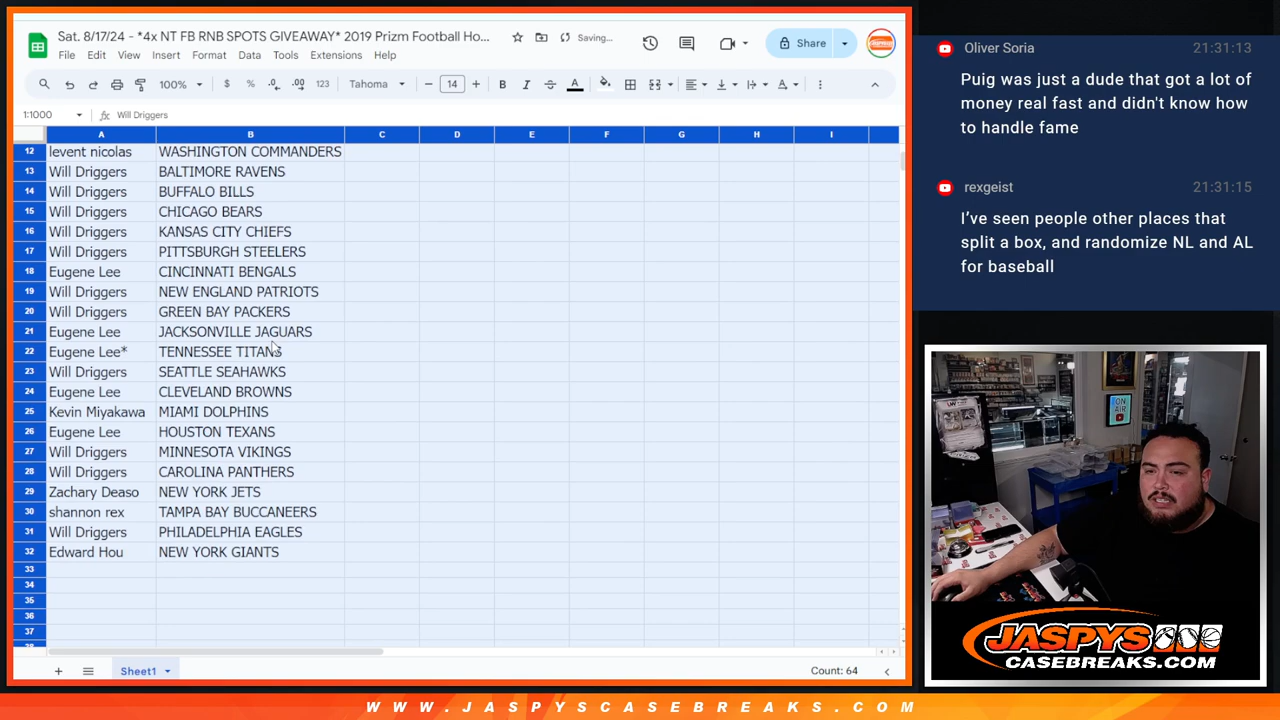 Sat. 8/17/24 - *4x NT FB RNB SPOTS GIVEAWAY* 2019 Prizm Football Ho...
Saving...
Share
File Edit View Insert Format Data Tools Extensions Help
100% $ % .0 .00 123 Tahoma 14 B I A
1:1000 fx Will Driggers
A B C D E F G H I
12 levent nicolas WASHINGTON COMMANDERS
13 Will Driggers BALTIMORE RAVENS
14 Will Driggers BUFFALO BILLS
15 Will Driggers CHICAGO BEARS
16 Will Driggers KANSAS CITY CHIEFS
17 Will Driggers PITTSBURGH STEELERS
18 Eugene Lee CINCINNATI BENGALS
19 Will Driggers NEW ENGLAND PATRIOTS
20 Will Driggers GREEN BAY PACKERS
21 Eugene Lee JACKSONVILLE JAGUARS
22 Eugene Lee* TENNESSEE TITANS
23 Will Driggers SEATTLE SEAHAWKS
24 Eugene Lee CLEVELAND BROWNS
25 Kevin Miyakawa MIAMI DOLPHINS
26 Eugene Lee HOUSTON TEXANS
27 Will Driggers MINNESOTA VIKINGS
28 Will Driggers CAROLINA PANTHERS
29 Zachary Deaso NEW YORK JETS
30 shannon rex TAMPA BAY BUCCANEERS
31 Will Driggers PHILADELPHIA EAGLES
32 Edward Hou NEW YORK GIANTS
33
34
35
36
37
Sheet1
Count: 64
Oliver Soria 21:31:13
Puig was just a dude that got a lot of
money real fast and didn't know how
to handle fame
rexgeist 21:31:15
I've seen people other places that
split a box, and randomize NL and AL
for baseball
ON
AIR
JASPYS
CASEBREAKS.COM
WWW.JASPYSCASEBREAKS.COM